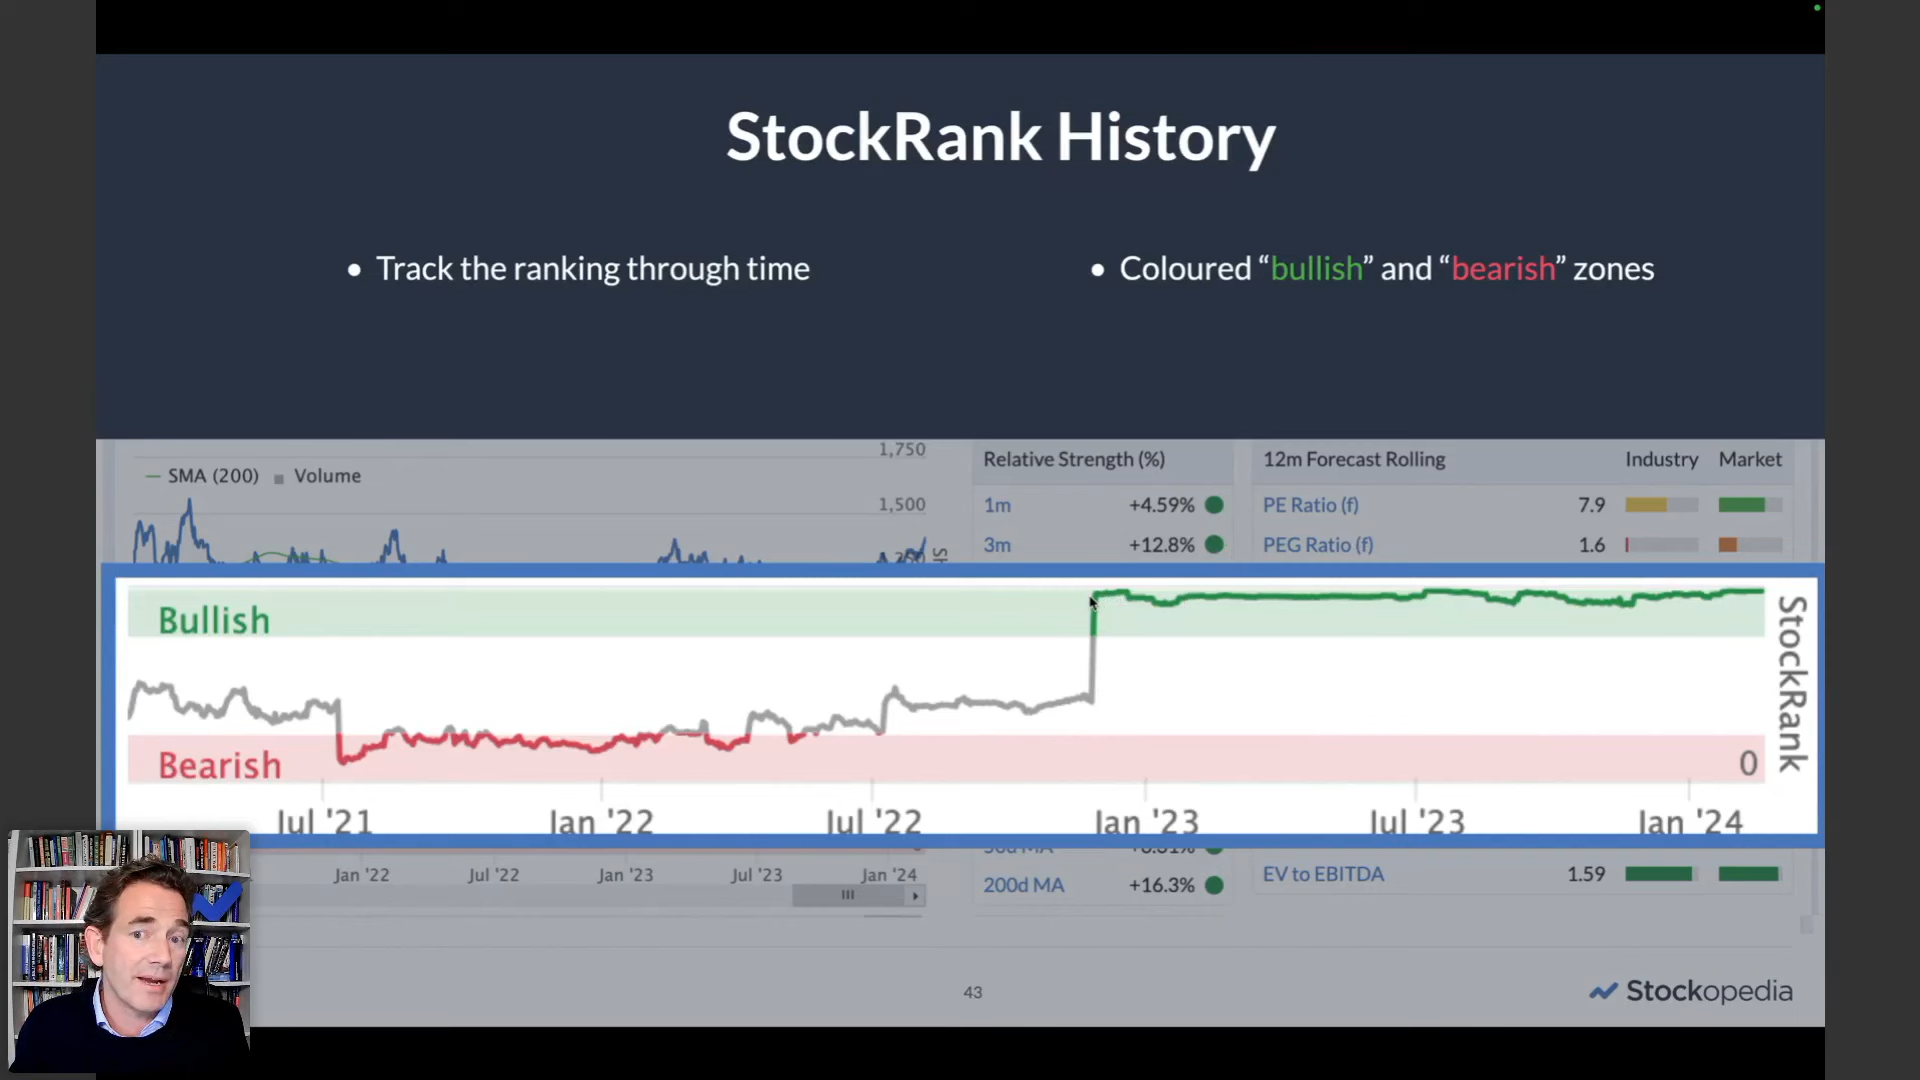 StockRank History
• Track the ranking through time
• Coloured “bullish” and “bearish” zones
SMA (200) Volume
1,750
1,500
Relative Strength (%)
1m +4.59%
3m +12.8%
12m Forecast Rolling Industry Market
PE Ratio (f) 7.9
PEG Ratio (f) 1.6
Bullish
Bearish
0
StockRank
Jul '21 Jan '22 Jul '22 Jan '23 Jul '23 Jan '24
Jan '22 Jul '22 Jan '23 Jul '23 Jan '24
200d MA +16.3%
EV to EBITDA 1.59
43
Stockopedia